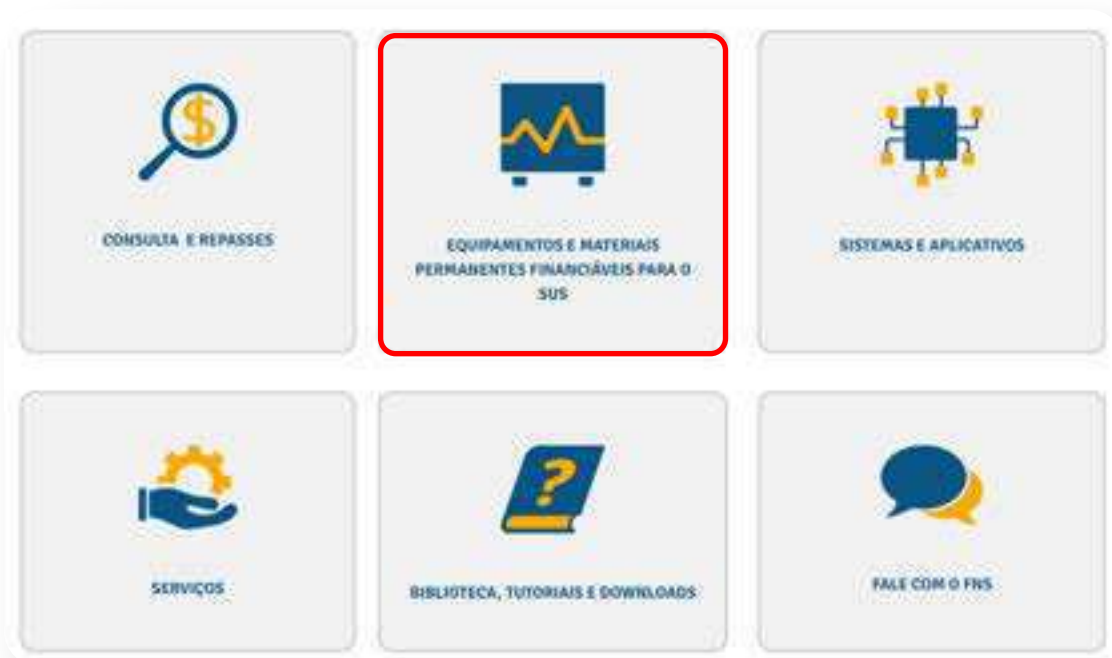 CONSULTA E REPASSES
EQUIPAMENTOS E MATERIAIS
PERMANENTES FINANCIÁVEIS PARA O
SUS
SISTEMAS E APLICATIVOS
SERVIÇOS
BIBLIOTECA, TUTORIAIS E DOWNLOADS
FALE COM O FNS